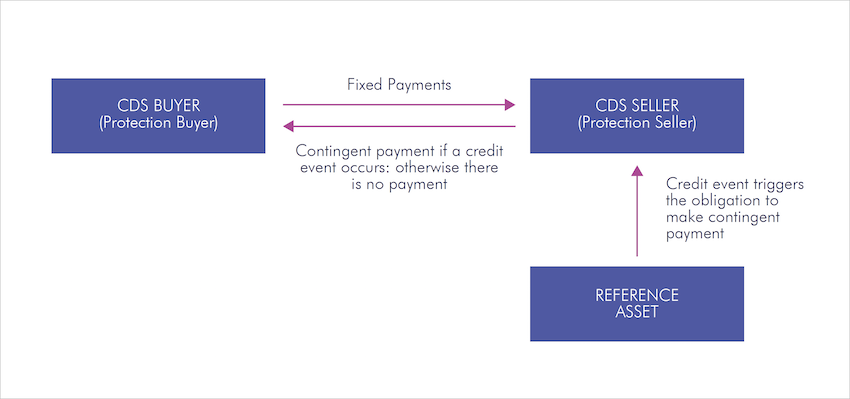 Fixed Payments
CDS BUYER
(Protection Buyer)
CDS SELLER
(Protection Seller)
Contingent payment if a credit
event occurs: otherwise there
is no payment
Credit event triggers
the obligation to
make contingent
payment
REFERENCE
ASSET